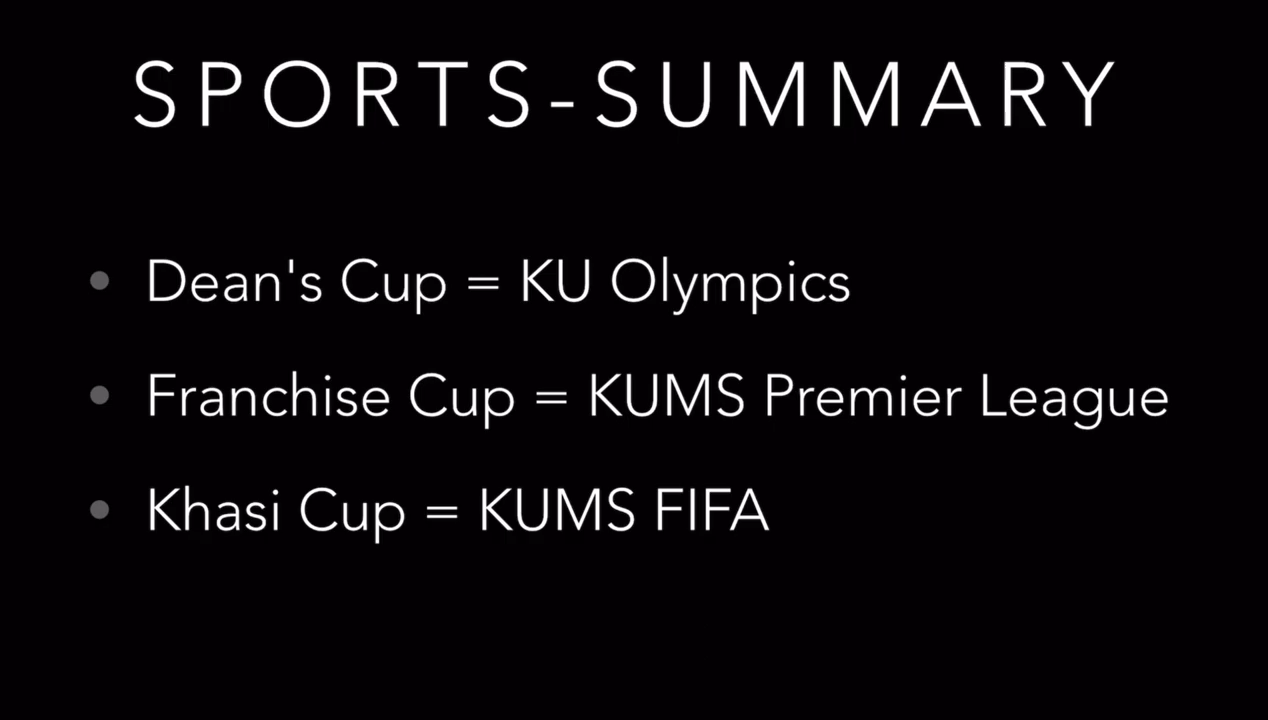 SPORTS-SUMMARY
• Dean's Cup = KU Olympics
• Franchise Cup = KUMS Premier League
• Khasi Cup = KUMS FIFA